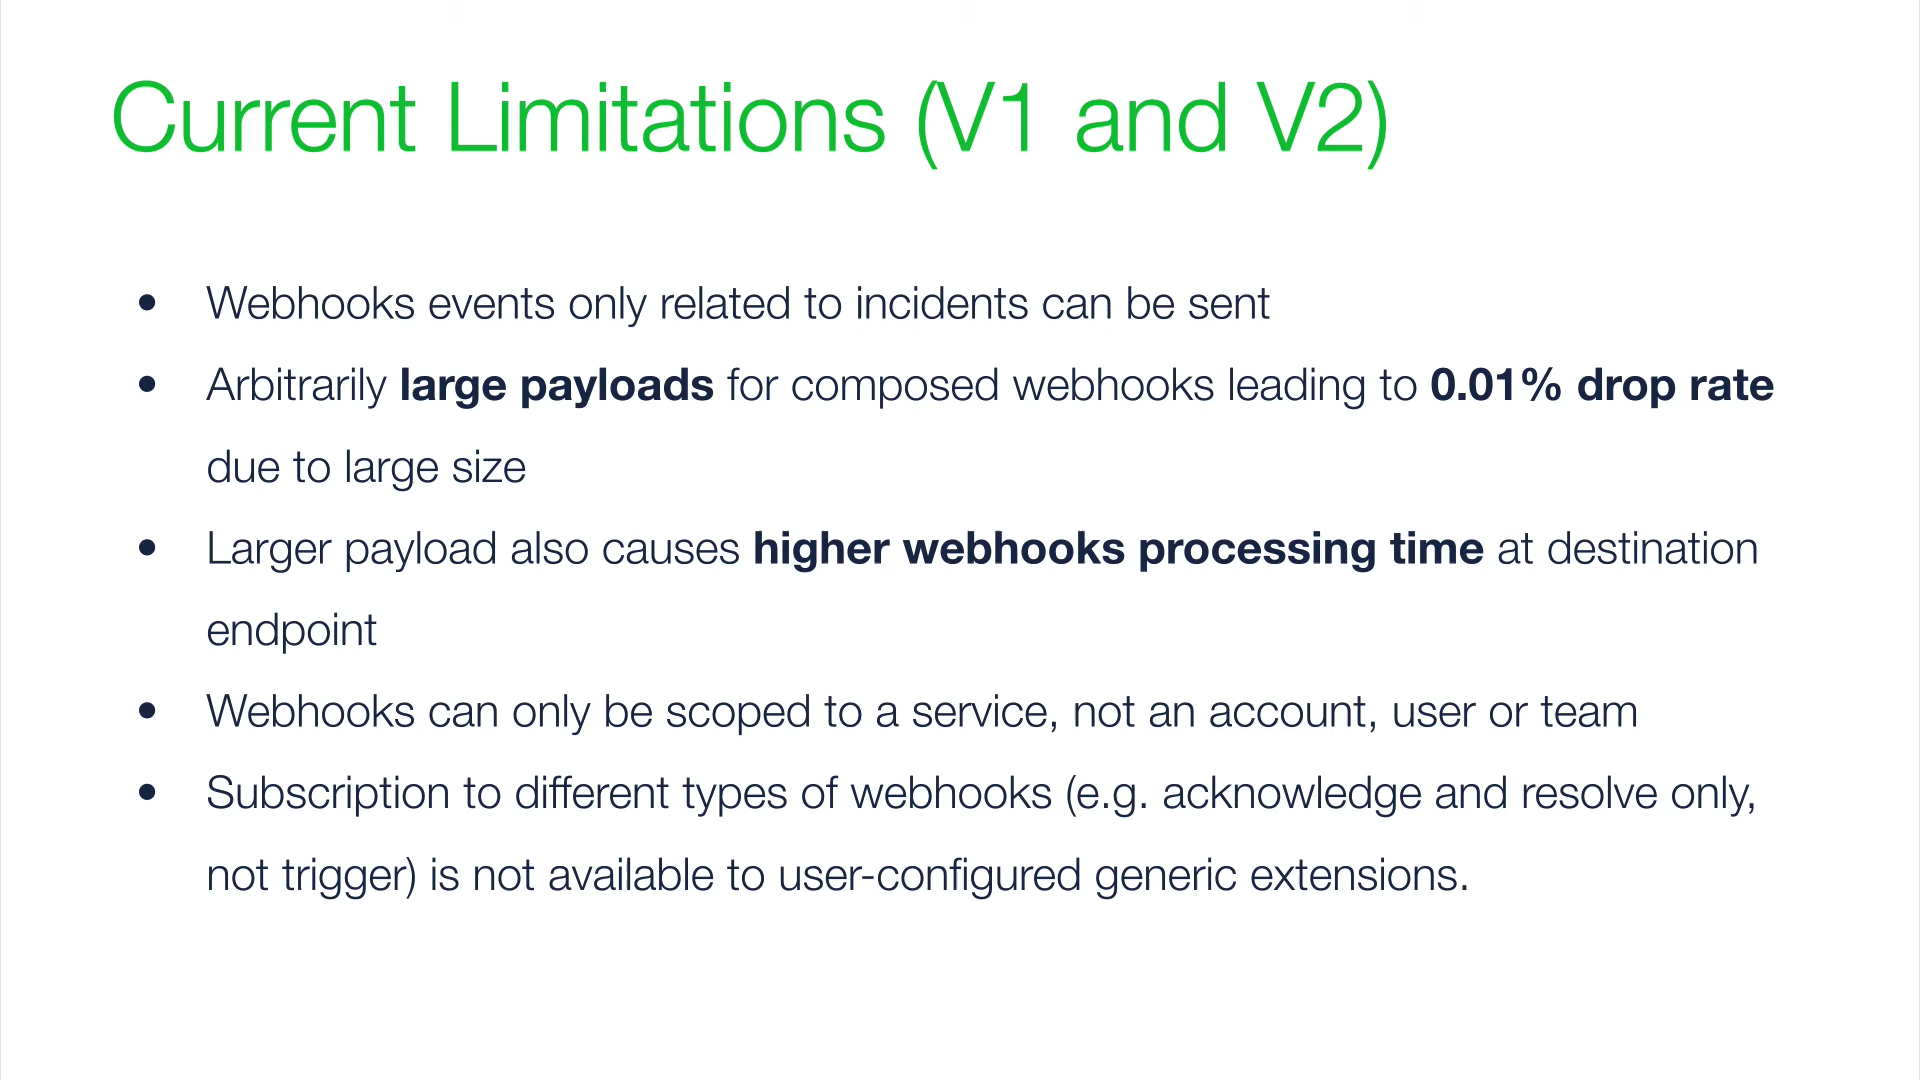 Current Limitations (V1 and V2)
• Webhooks events only related to incidents can be sent
• Arbitrarily large payloads for composed webhooks leading to 0.01% drop rate
due to large size
• Larger payload also causes higher webhooks processing time at destination
endpoint
• Webhooks can only be scoped to a service, not an account, user or team
• Subscription to different types of webhooks (e.g. acknowledge and resolve only,
not trigger) is not available to user-configured generic extensions.